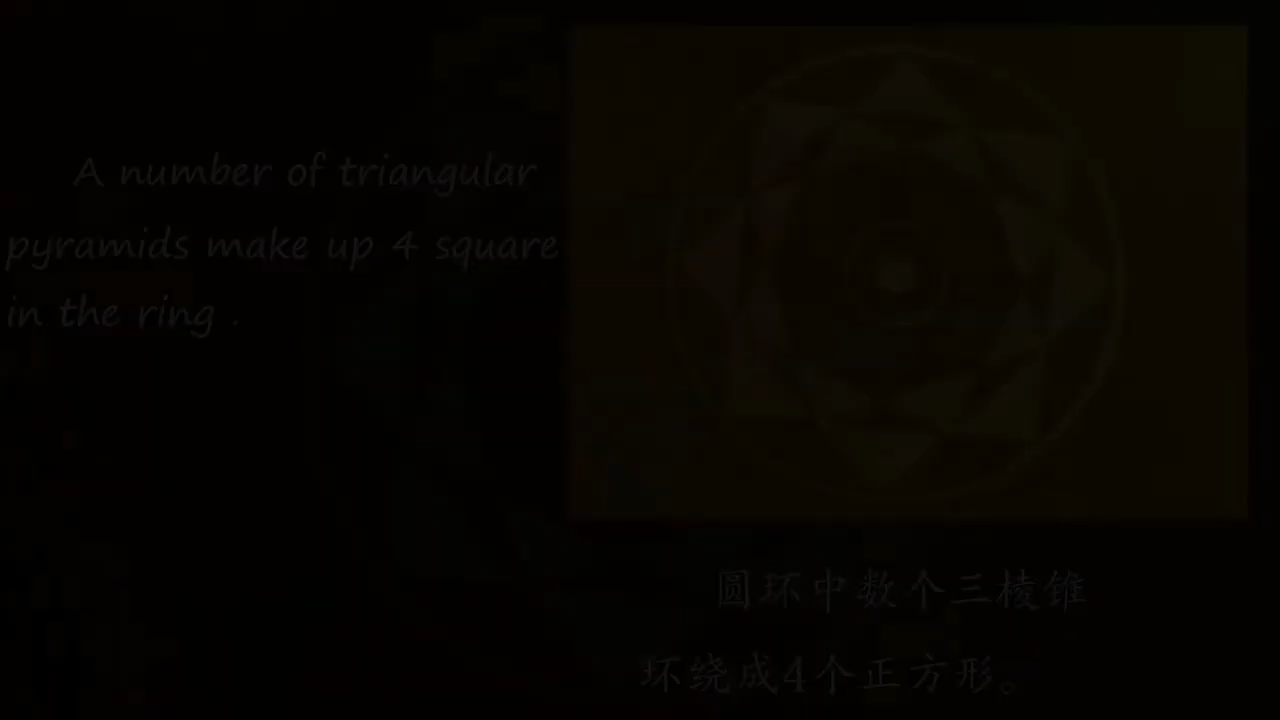 A number of triangular
pyramids make up 4 square
in the ring .
圆环中数个三棱锥
环绕成4个正方形。